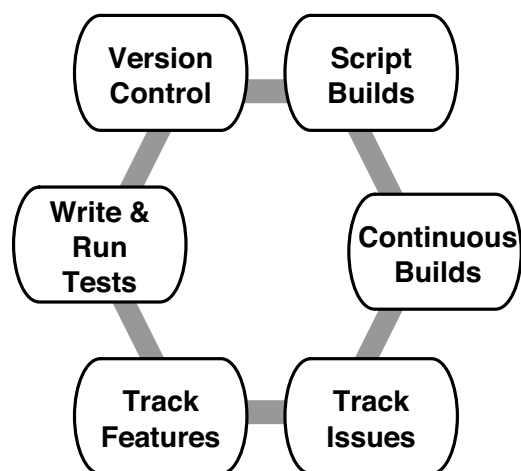 Version
Control
Script
Builds
Write &
Run
Tests
Continuous
Builds
Track
Features
Track
Issues